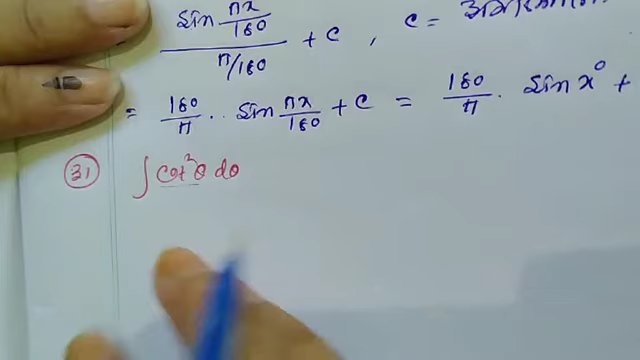 sin πx/180 / π/180 + c , c =
= 180/π . sin πx/180 + c = 180/π . sin x° +
31 ∫ cot²θ dθ